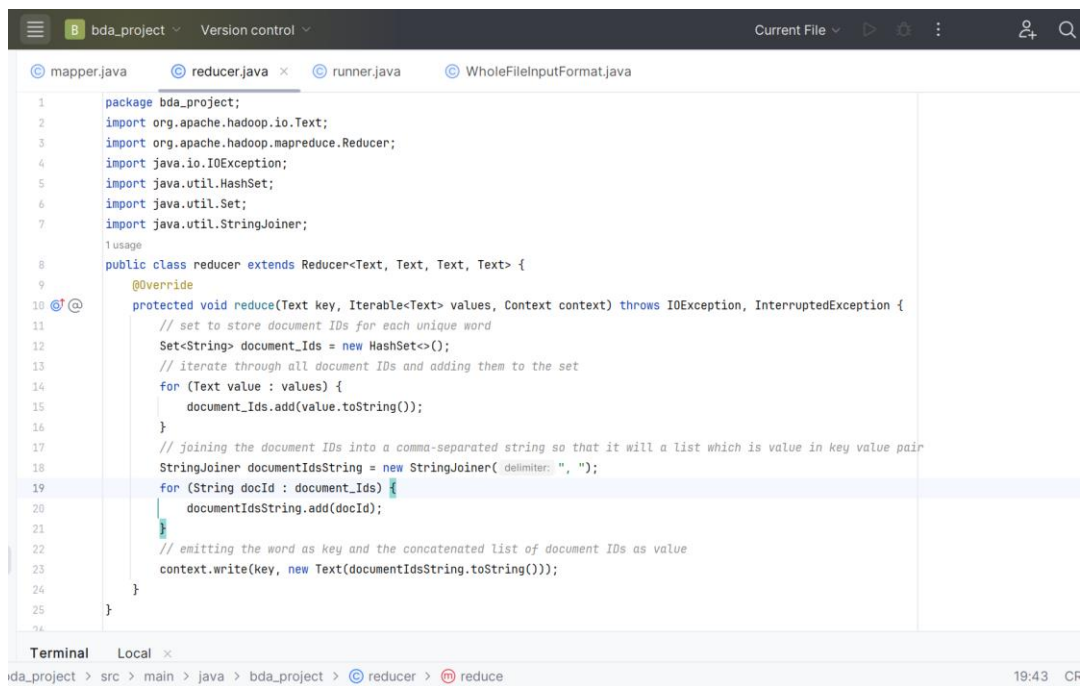 B bda_project Version control Current File
mapper.java reducer.java × runner.java WholeFileInputFormat.java
1 package bda_project;
2 import org.apache.hadoop.io.Text;
3 import org.apache.hadoop.mapreduce.Reducer;
4 import java.io.IOException;
5 import java.util.HashSet;
6 import java.util.Set;
7 import java.util.StringJoiner;
1 usage
8 public class reducer extends Reducer<Text, Text, Text, Text> {
9 @Override
10 @ protected void reduce(Text key, Iterable<Text> values, Context context) throws IOException, InterruptedException {
11 // set to store document IDs for each unique word
12 Set<String> document_Ids = new HashSet<>();
13 // iterate through all document IDs and adding them to the set
14 for (Text value : values) {
15 document_Ids.add(value.toString());
16 }
17 // joining the document IDs into a comma-separated string so that it will a list which is value in key value pair
18 StringJoiner documentIdsString = new StringJoiner( delimiter: ", ");
19 for (String docId : document_Ids) {
20 documentIdsString.add(docId);
21 }
22 // emitting the word as key and the concatenated list of document IDs as value
23 context.write(key, new Text(documentIdsString.toString()));
24 }
25 }
Terminal Local ×
bda_project > src > main > java > bda_project > reducer > reduce 19:43 CR